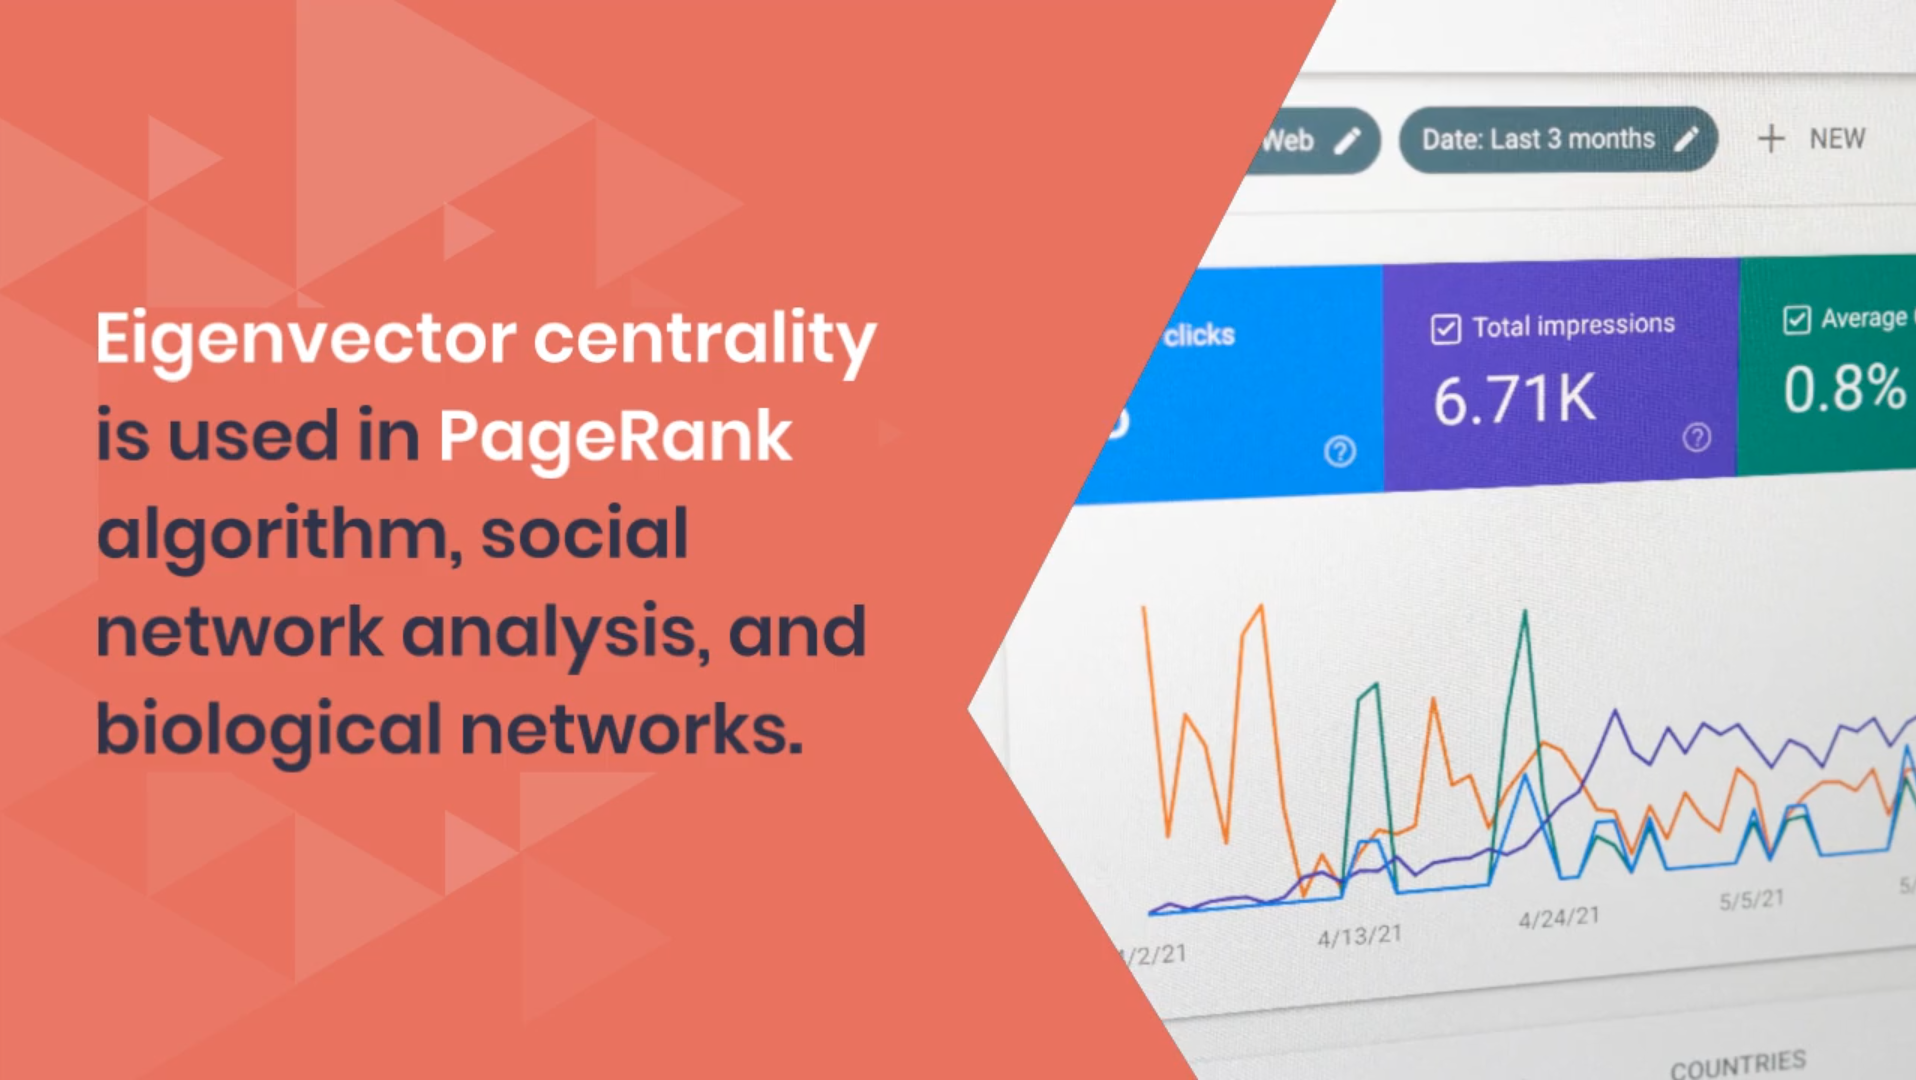 Eigenvector centrality
is used in PageRank
algorithm, social
network analysis, and
biological networks.
Web
Date: Last 3 months
+ NEW
clicks
Total impressions
6.71K
Average
0.8%
4/13/21
4/24/21
5/5/21
COUNTRIES